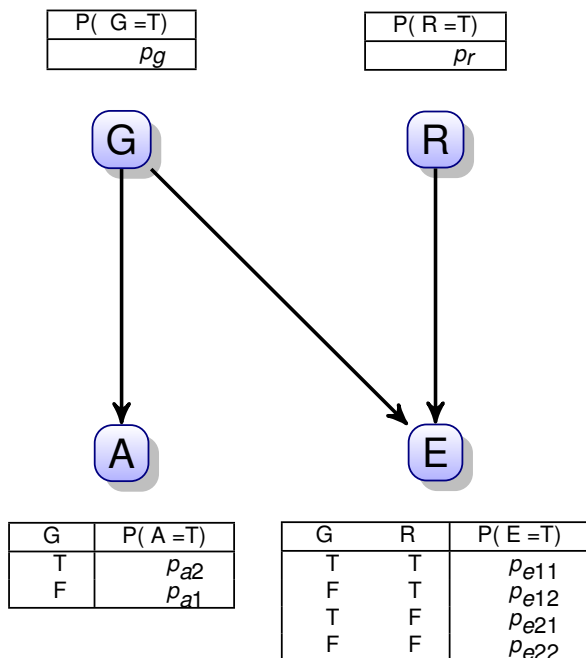 P( G =T) P( R =T)
pg pr
G R
A E
G P( A =T) G R P( E =T)
T pa2 T T pe11
F pa1 F T pe12
T F pe21
F F pe22